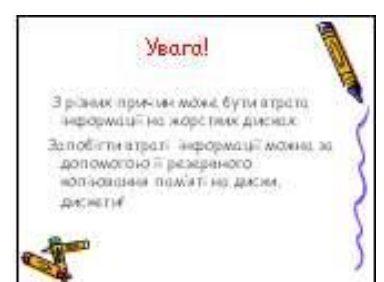 Увага!
З різних причин може бути втрата
інформації на жорстких дисках
Запобігти втраті інформації можна за
допомогою її резервного
копіювання пам'яті на диски,
дискети!